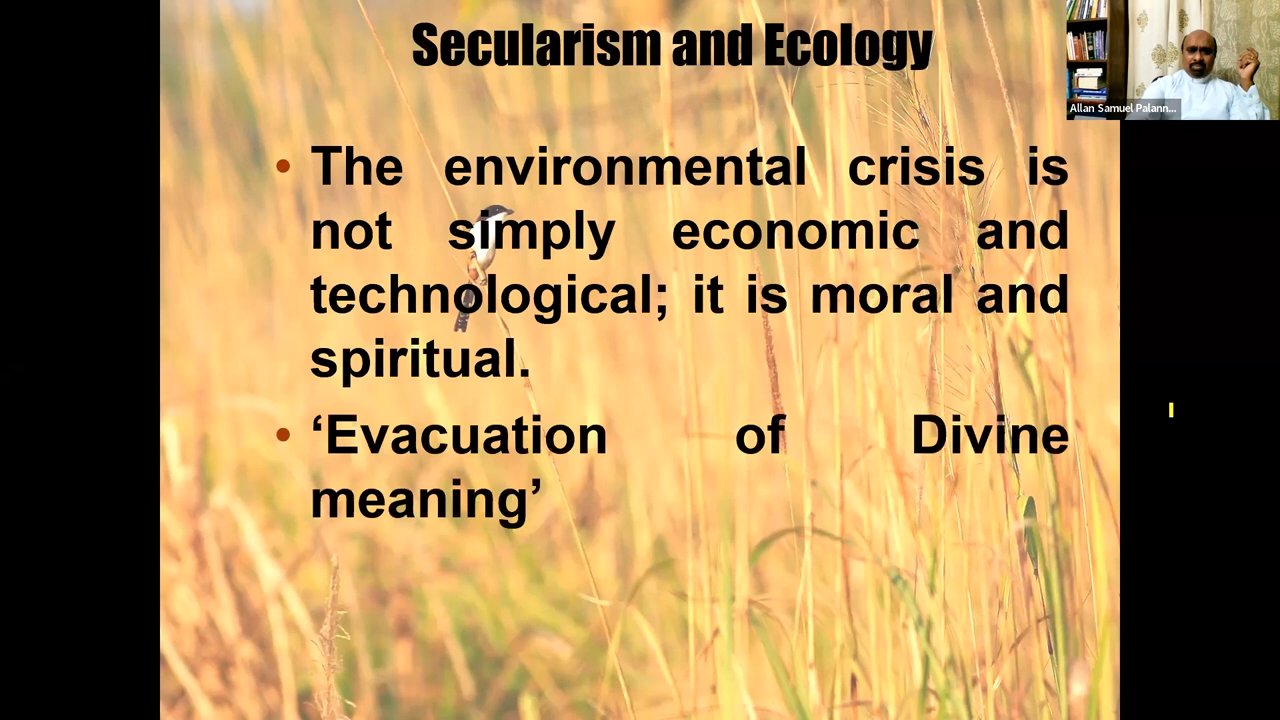 Secularism and Ecology
Allan Samuel Palann...
• The environmental crisis is
not simply economic and
technological; it is moral and
spiritual.
• ‘Evacuation of Divine
meaning’